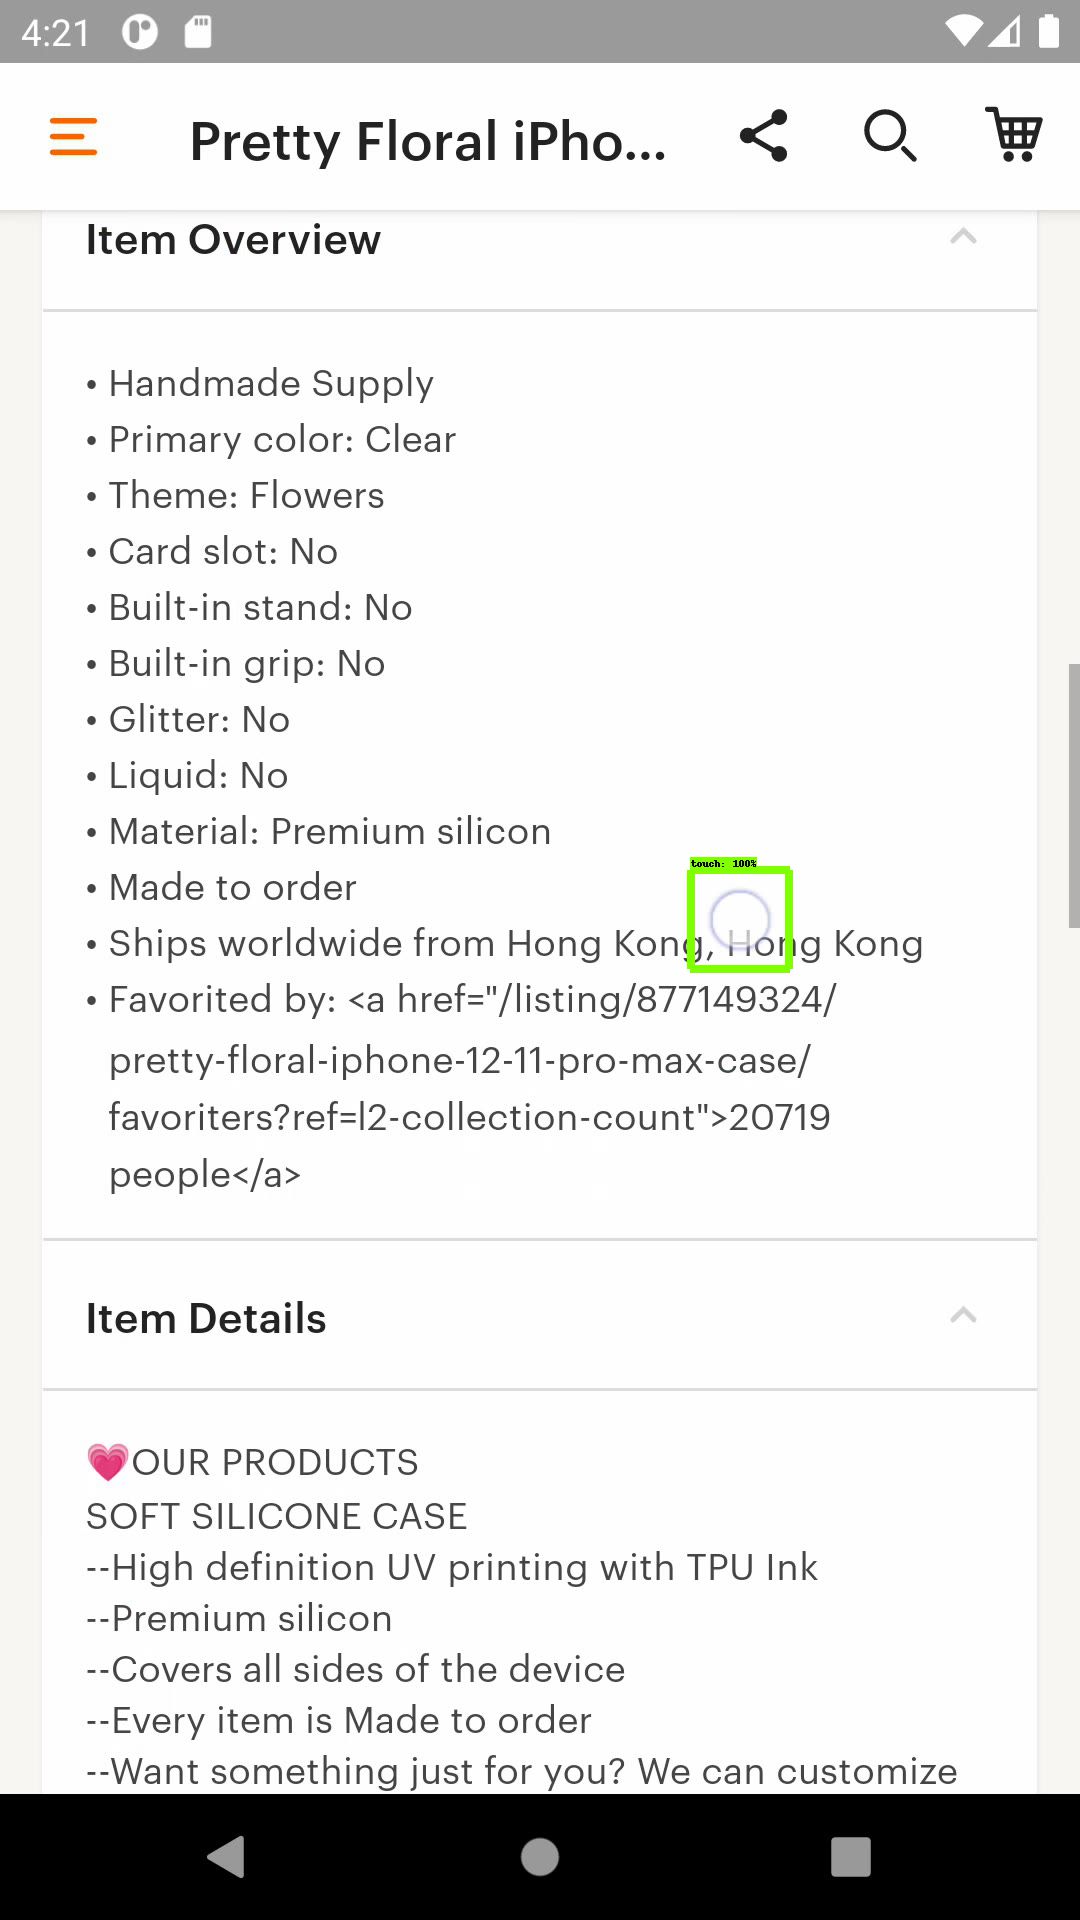 4:21
Pretty Floral iPho...
Item Overview
• Handmade Supply
• Primary color: Clear
• Theme: Flowers
• Card slot: No
• Built-in stand: No
• Built-in grip: No
• Glitter: No
• Liquid: No
• Material: Premium silicon
touch: 100%
• Made to order
• Ships worldwide from Hong Kong, Hong Kong
• Favorited by: <a href="/listing/877149324/
pretty-floral-iphone-12-11-pro-max-case/
favoriters?ref=l2-collection-count">20719
people</a>
Item Details
💗OUR PRODUCTS
SOFT SILICONE CASE
--High definition UV printing with TPU Ink
--Premium silicon
--Covers all sides of the device
--Every item is Made to order
--Want something just for you? We can customize